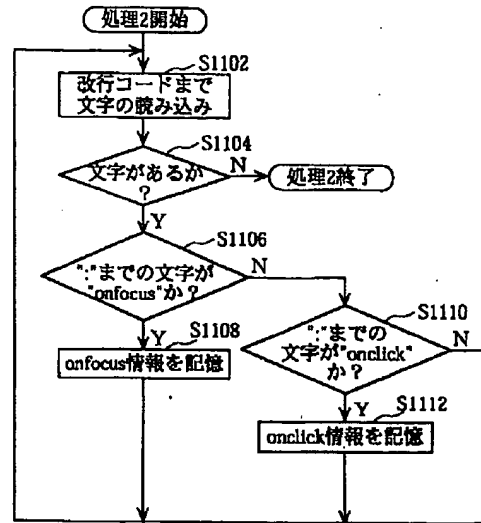 処理2開始
S1102
改行コードまで
文字の読み込み
S1104
文字があるか
?
N
処理2終了
Y
S1106
":"までの文字が
"onfocus"か?
N
Y
S1108
onfocus情報を記憶
S1110
":"までの
文字が"onclick"
か?
N
Y
S1112
onclick情報を記憶